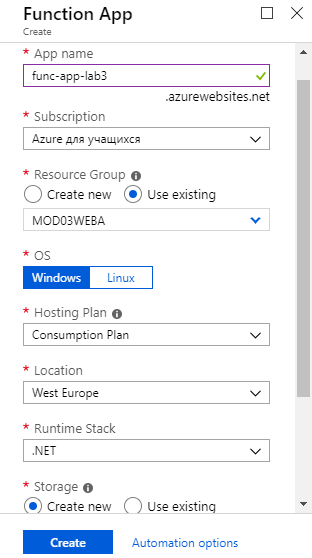 Function App
Create
* App name
func-app-lab3
.azurewebsites.net
* Subscription
Azure для учащихся
* Resource Group
Create new Use existing
MOD03WEBA
* OS
Windows Linux
* Hosting Plan
Consumption Plan
* Location
West Europe
* Runtime Stack
.NET
* Storage
Create new Use existing
Create Automation options